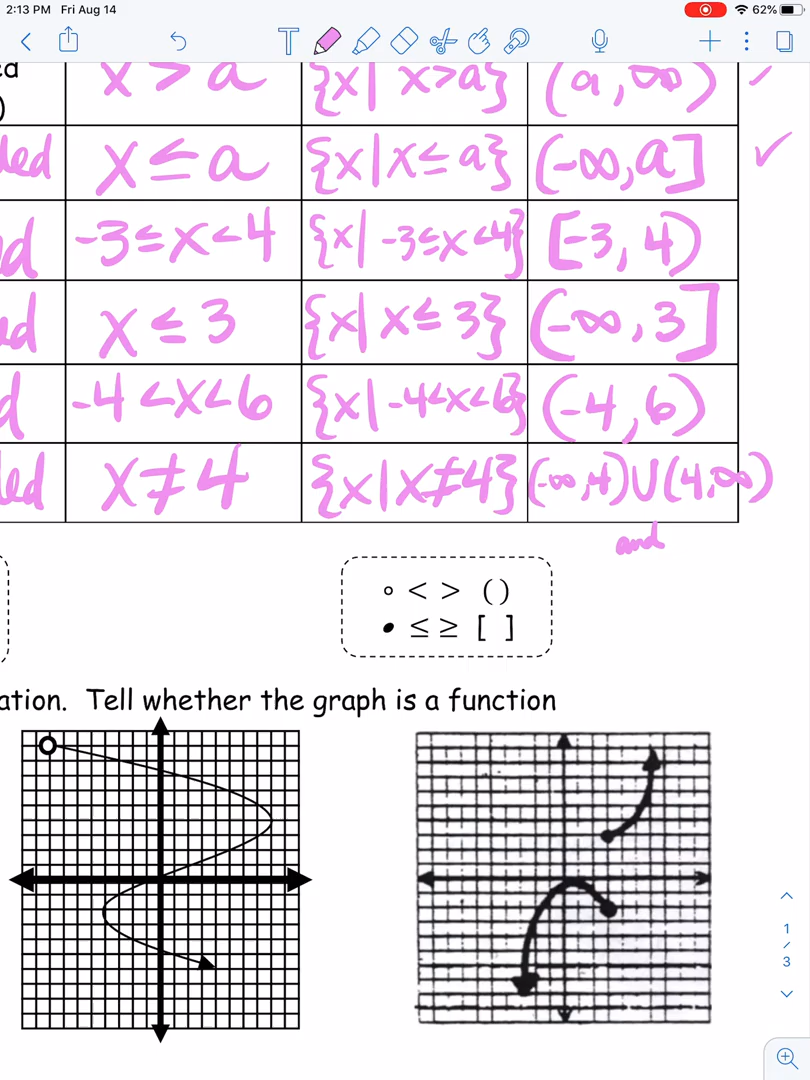 2:13 PM Fri Aug 14 62%
T
x > a {x| x>a} (a, ∞) ✓
)
x ≤ a {x|x≤ a} (-∞, a] ✓
-3≤x<4 {x| -3≤x<4} [-3, 4)
x ≤ 3 {x| x≤ 3} (-∞, 3]
-4 <x<6 {x| -4<x<6} (-4, 6)
x≠4 {x|x≠4} (-∞,4)U(4,∞)
and
○ < > ( )
● ≤ ≥ [ ]
ation. Tell whether the graph is a function
1
/
3